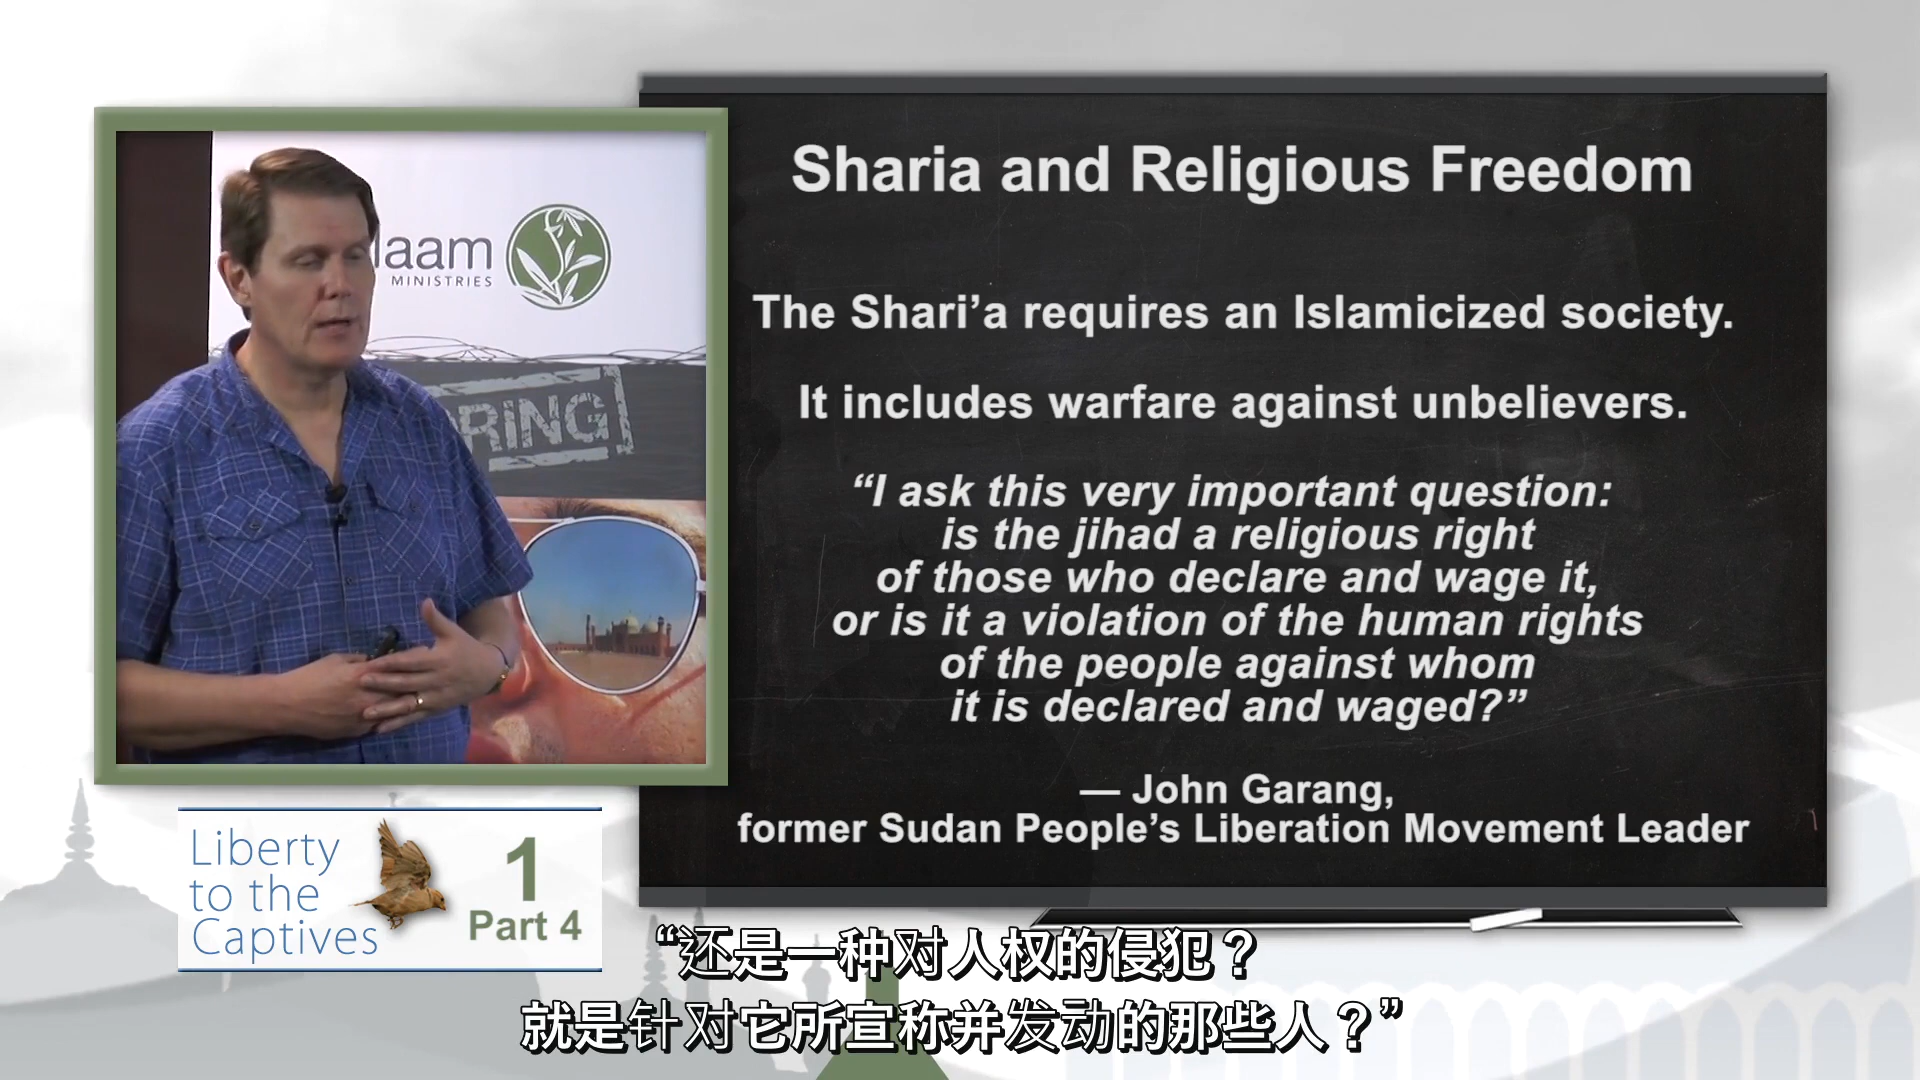 Sharia and Religious Freedom
The Shari’a requires an Islamicized society.
It includes warfare against unbelievers.
“I ask this very important question:
is the jihad a religious right
of those who declare and wage it,
or is it a violation of the human rights
of the people against whom
it is declared and waged?”
— John Garang,
former Sudan People’s Liberation Movement Leader
laam
MINISTRIES
RING
Liberty
to the
Captives
1
Part 4
“还是一种对人权的侵犯？
就是针对它所宣称并发动的那些人？”